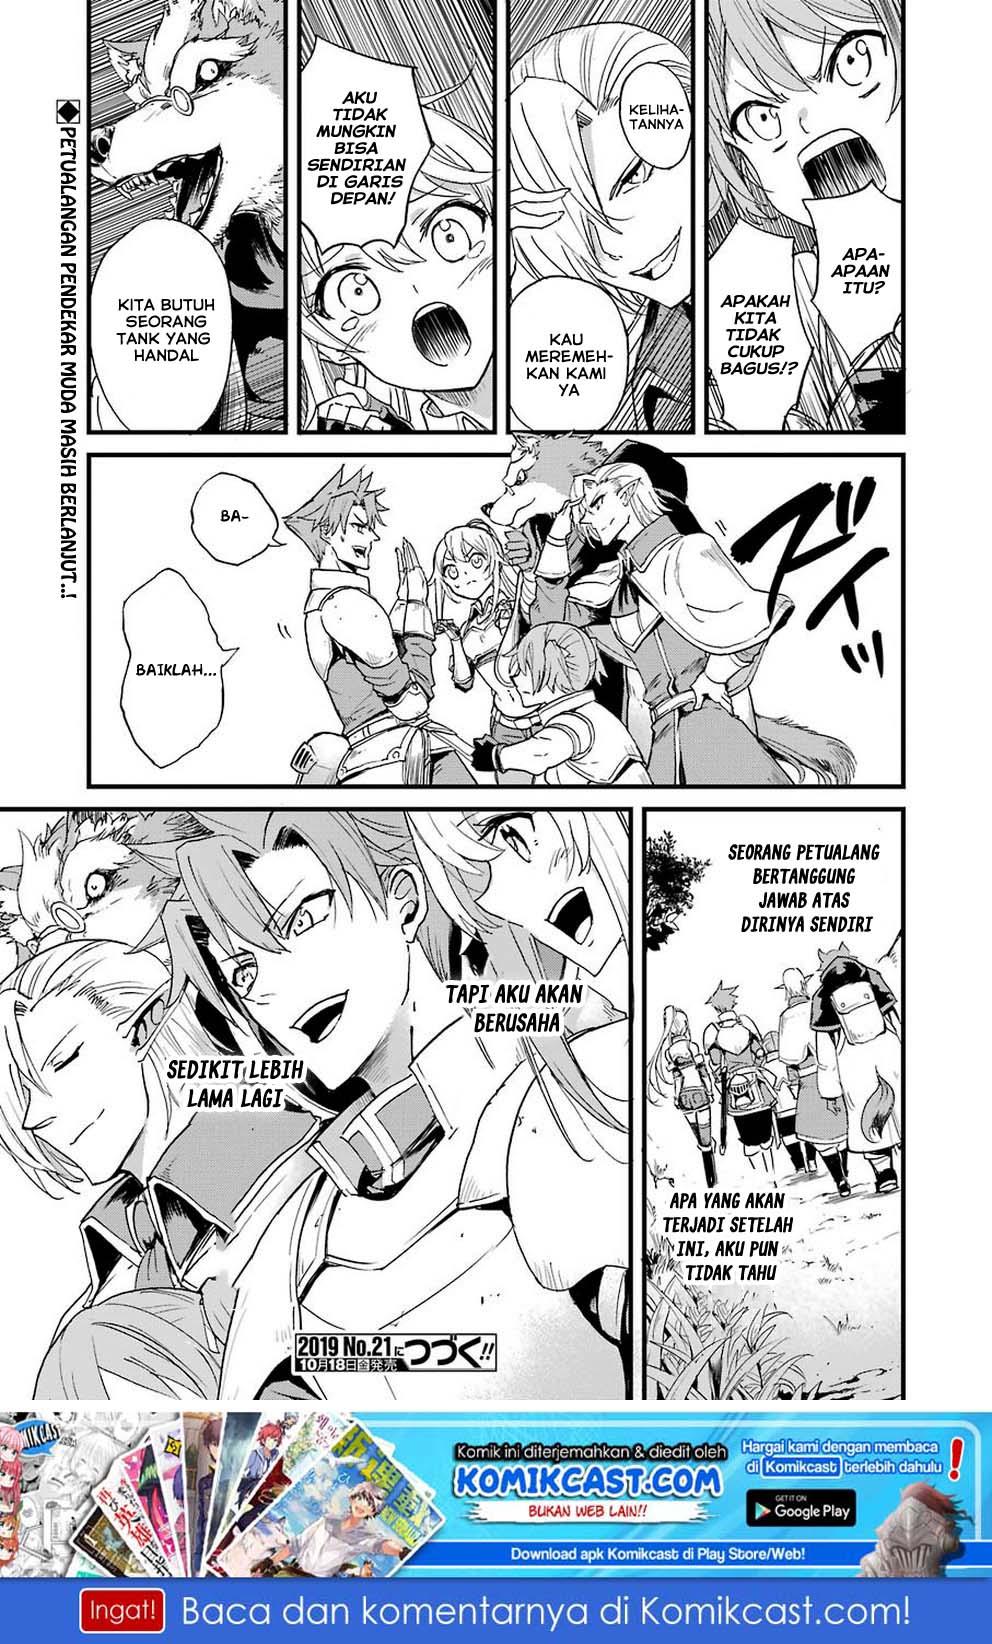 APA-
APAAN
ITU?
APAKAH
KITA
TIDAK
CUKUP
BAGUS!?
KELIHA-
TANNYA
KAU
MEREMEH-
KAN KAMI
YA
AKU
TIDAK
MUNGKIN
BISA
SENDIRIAN
DI GARIS
DEPAN!
KITA BUTUH
SEORANG
TANK YANG
HANDAL
◆PETUALANGAN PENDEKAR MUDA MASIH BERLANJUT..!
ズイ
BA-
BAIKLAH...
SEORANG PETUALANG
BERTANGGUNG
JAWAB ATAS
DIRINYA SENDIRI
APA YANG AKAN
TERJADI SETELAH
INI, AKU PUN
TIDAK TAHU
TAPI AKU AKAN
BERUSAHA
SEDIKIT LEBIH
LAMA LAGI
2019 No.21に つづく!!
10月18日金発売
Komik ini diterjemahkan & diedit oleh
KOMIKCAST.COM
BUKAN WEB LAIN!!
Hargai kami dengan membaca
di Komikcast terlebih dahulu !
GET IT ON
Google Play
Download apk Komikcast di Play Store/Web!
Ingat! Baca dan komentarnya di Komikcast.com!